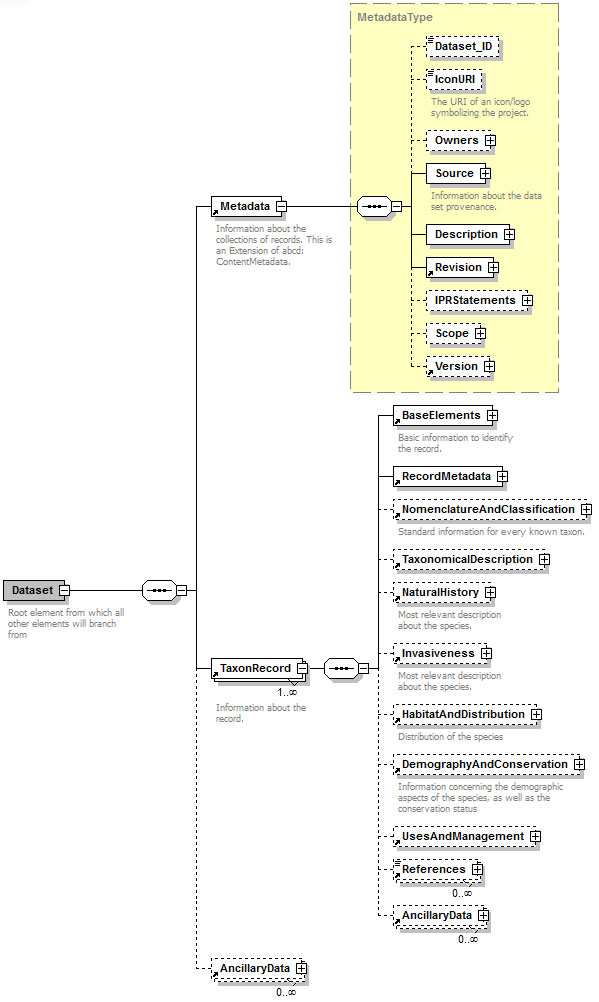 MetadataType
Dataset_ID
IconURI
The URI of an icon/logo
symbolizing the project.
Owners
Source
Information about the data
set provenance.
Description
Revision
IPRStatements
Scope
Version
Metadata
Information about the
collections of records. This is
an Extension of abcd:
ContentMetadata.
BaseElements
Basic information to identify
the record.
RecordMetadata
NomenclatureAndClassification
Standard information for every known taxon.
TaxonomicalDescription
NaturalHistory
Most relevant description
about the species.
Invasiveness
Most relevant description
about the species.
HabitatAndDistribution
Distribution of the species
DemographyAndConservation
Information concerning the demographic
aspects of the species, as well as the
conservation status
UsesAndManagement
References
0..∞
AncillaryData
0..∞
Dataset
Root element from which all
other elements will branch
from
TaxonRecord
1..∞
Information about the
record.
AncillaryData
0..∞